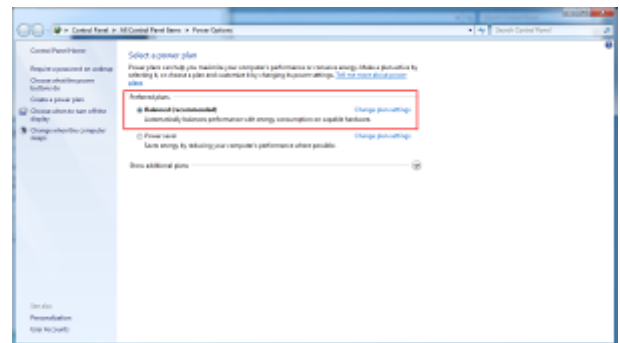 Control Panel ▸ All Control Panel Items ▸ Power Options
Search Control Panel
Control Panel Home
Require a password on wakeup
Choose what the power
buttons do
Create a power plan
Choose when to turn off the
display
Change when the computer
sleeps
See also
Personalization
User Accounts
Select a power plan
Power plans can help you maximize your computer's performance or conserve energy. Make a plan active by
selecting it, or choose a plan and customize it by changing its power settings. Tell me more about power
plans
Preferred plans
Balanced (recommended)
Change plan settings
Automatically balances performance with energy consumption on capable hardware.
Power saver
Change plan settings
Saves energy by reducing your computer's performance where possible.
Show additional plans